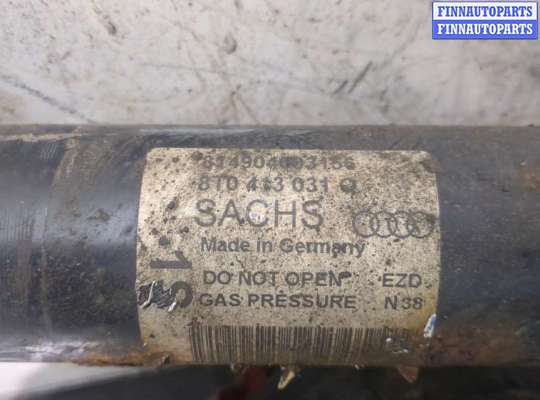 FINNAUTOPARTS
FINNAUTOPARTS
8T0 413 031
SACHS
Made in Germany
DO NOT OPEN EZD
GAS PRESSURE N 38